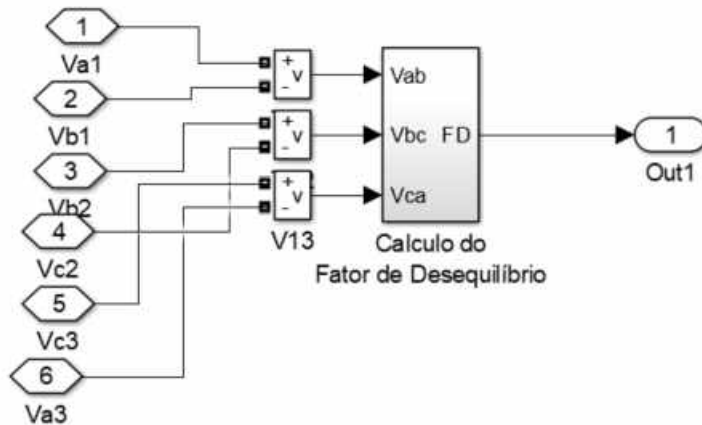 1
Va1
2
Vb1
3
Vb2
4
Vc2
5
Vc3
6
Va3
+
-
v
+
-
v
+
-
v
V13
Vab
Vbc FD
Vca
Calculo do
Fator de Desequilíbrio
1
Out1